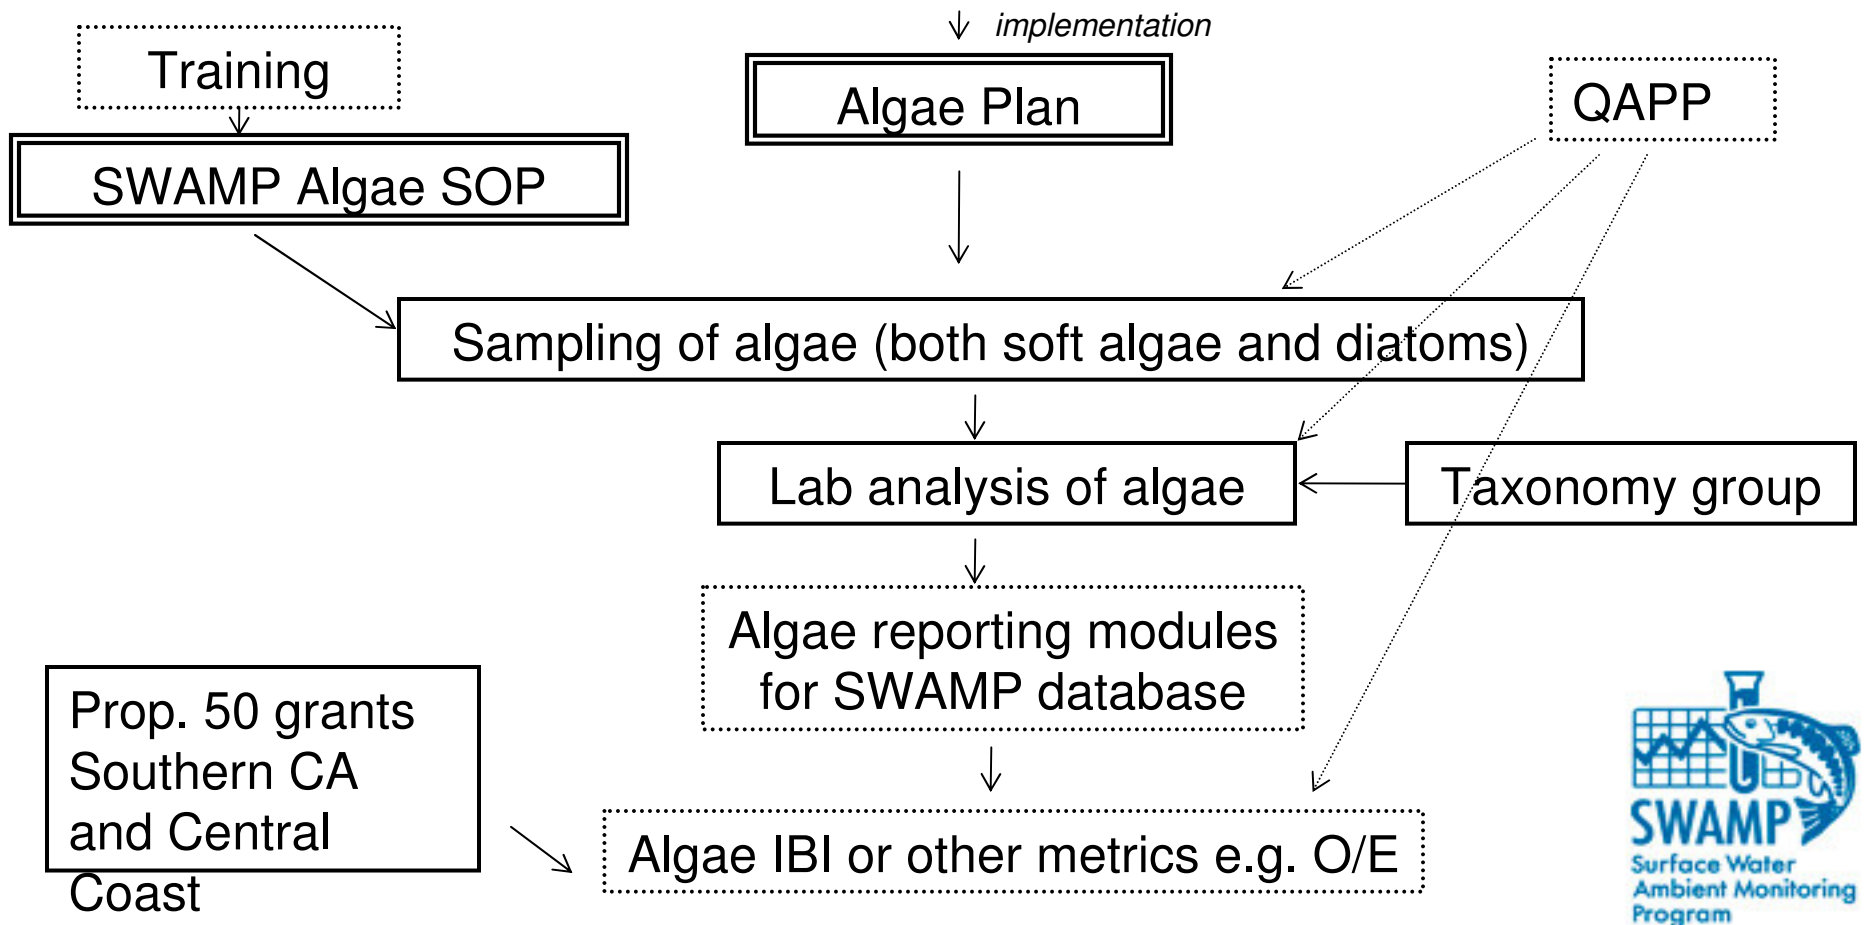 implementation
Training
Algae Plan
QAPP
SWAMP Algae SOP
Sampling of algae (both soft algae and diatoms)
Lab analysis of algae
Taxonomy group
Algae reporting modules
for SWAMP database
Prop. 50 grants
Southern CA
and Central
Coast
Algae IBI or other metrics e.g. O/E
SWAMP
Surface Water
Ambient Monitoring
Program